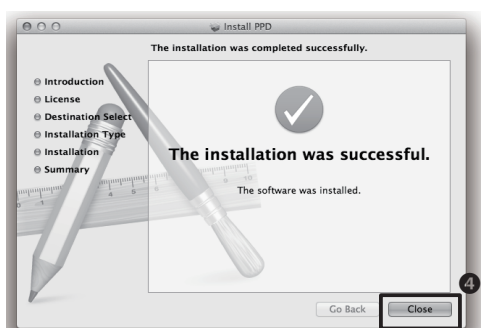 Install PPD
The installation was completed successfully.
Introduction
License
Destination Select
Installation Type
Installation
Summary
The installation was successful.
The software was installed.
Go Back
Close
4